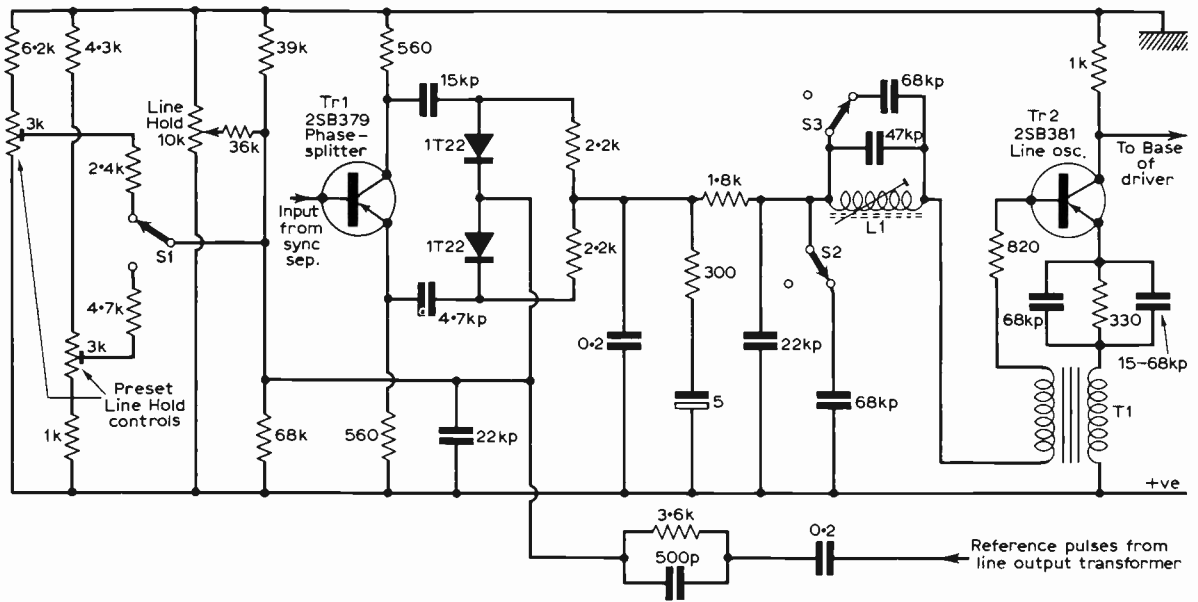 6·2k
4·3k
39k
560
15kp
Tr1
2SB379
Phase-
splitter
1T22
1T22
2·2k
2·2k
68kp
S3
47kp
L1
1k
Tr2
2SB381
Line osc.
To Base
of
driver
3k
Line
Hold
10k
36k
2·4k
S1
Input
from
sync
sep.
4·7k
3k
Preset
Line Hold
controls
1k
68k
560
4·7kp
22kp
1·8k
300
0·2
5
22kp
S2
68kp
820
68kp
330
15-68kp
T1
+ve
3·6k
500p
0·2
Reference pulses from
line output transformer